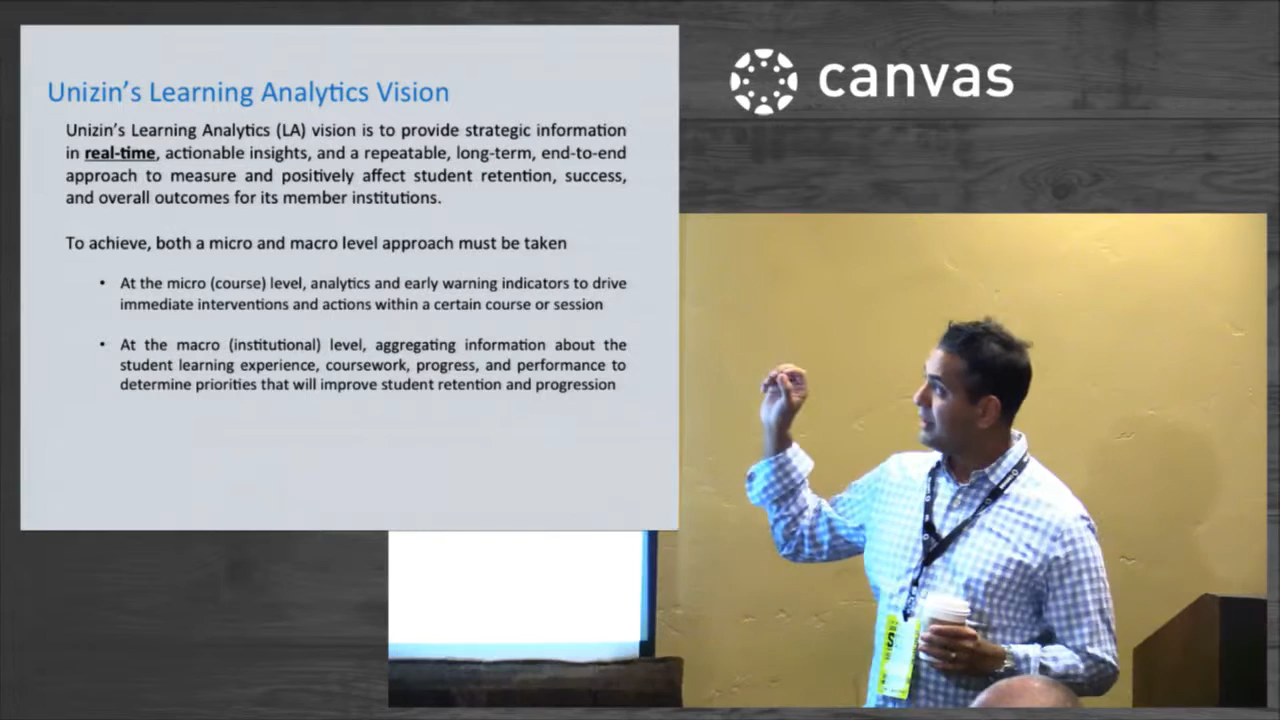 Unizin's Learning Analytics Vision
Unizin's Learning Analytics (LA) vision is to provide strategic information
in real-time, actionable insights, and a repeatable, long-term, end-to-end
approach to measure and positively affect student retention, success,
and overall outcomes for its member institutions.
To achieve, both a micro and macro level approach must be taken
• At the micro (course) level, analytics and early warning indicators to drive
immediate interventions and actions within a certain course or session
• At the macro (institutional) level, aggregating information about the
student learning experience, coursework, progress, and performance to
determine priorities that will improve student retention and progression
canvas